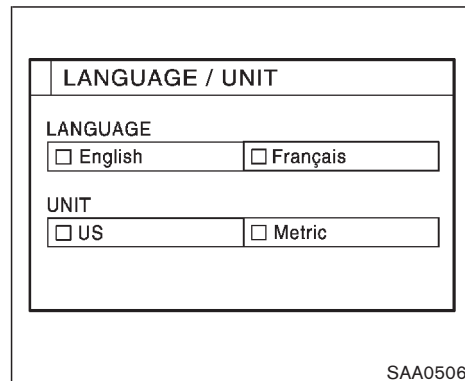 LANGUAGE / UNIT
LANGUAGE
English Français
UNIT
US Metric
SAA0506